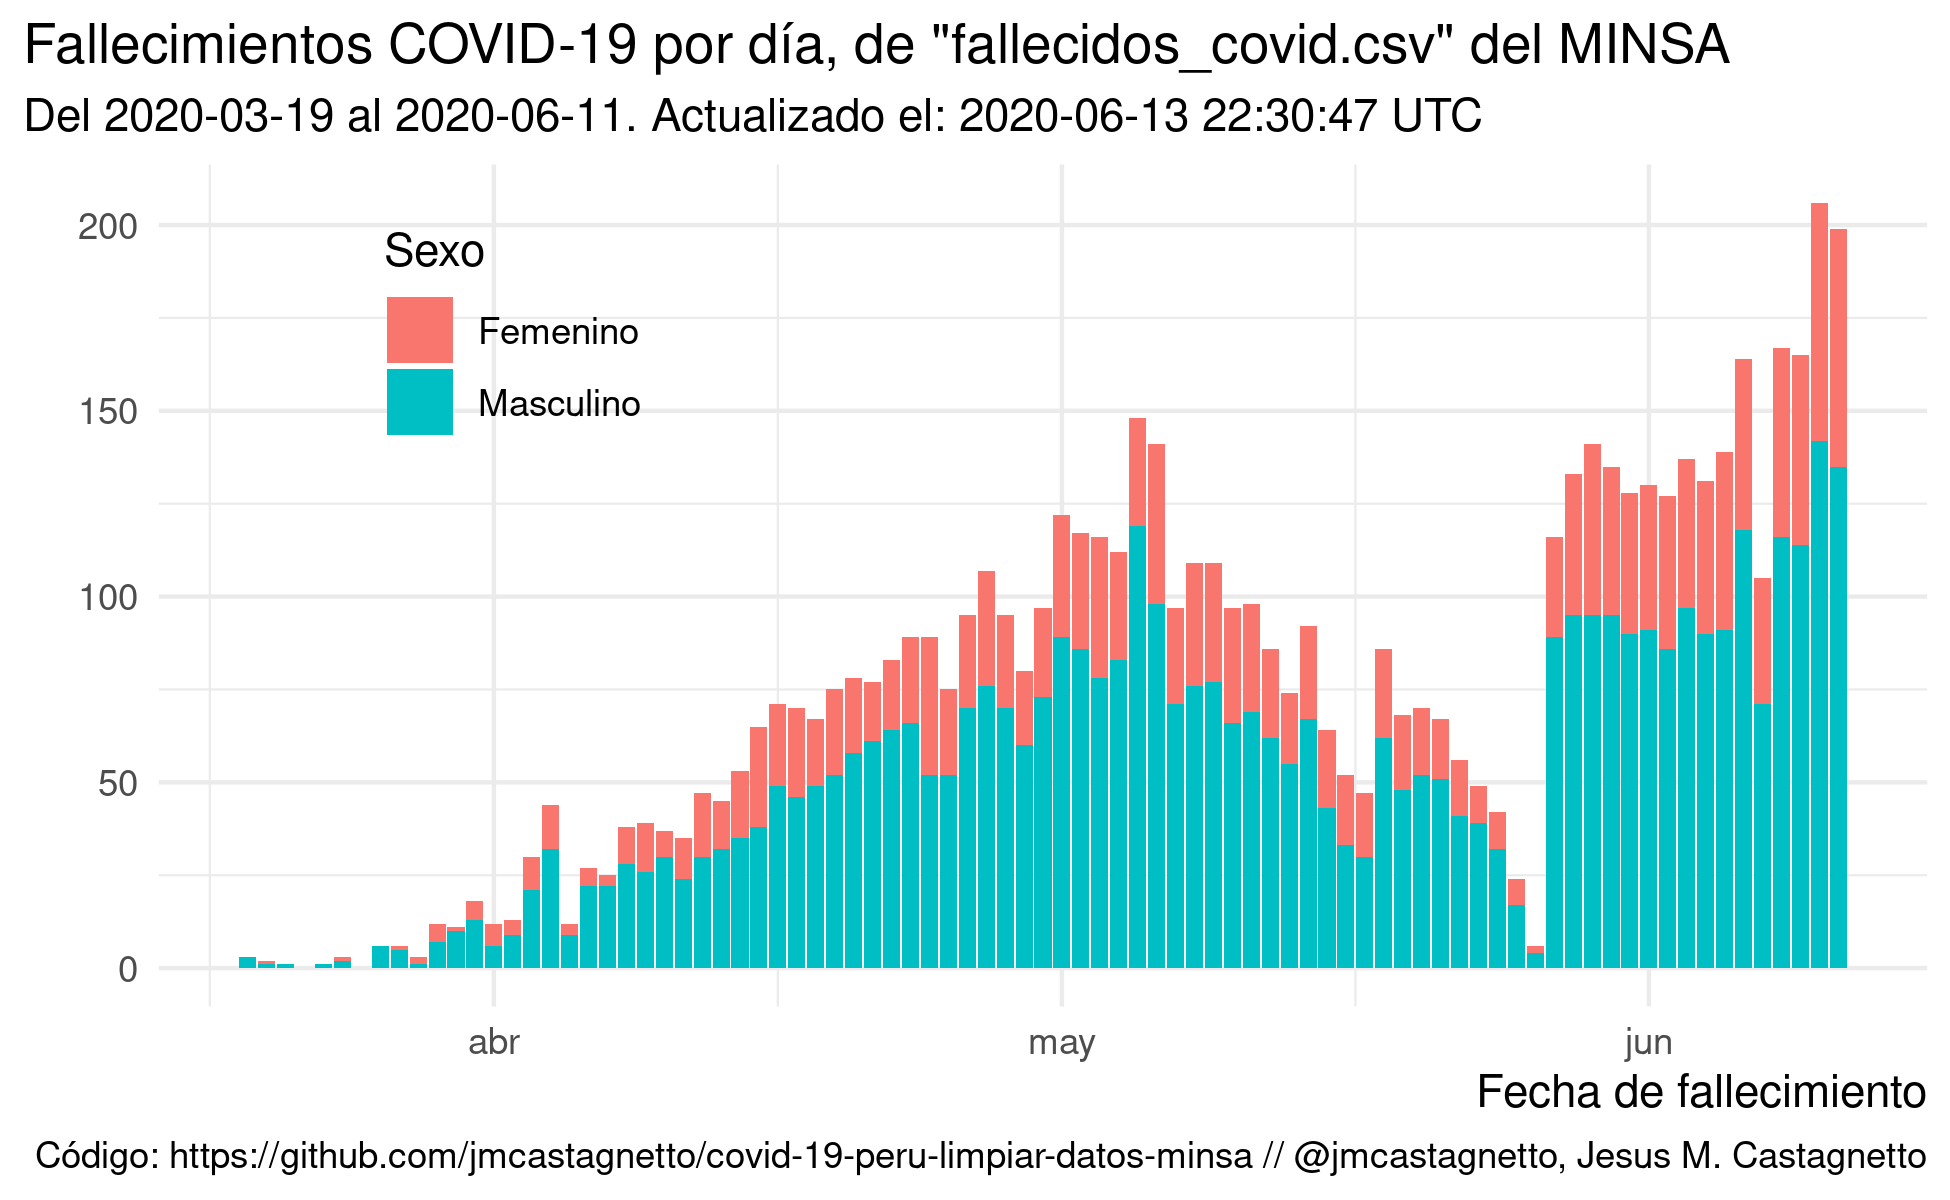 Fallecimientos COVID-19 por día, de "fallecidos_covid.csv" del MINSA
Del 2020-03-19 al 2020-06-11. Actualizado el: 2020-06-13 22:30:47 UTC
200
150
100
50
0
Sexo
Femenino
Masculino
abr
may
jun
Fecha de fallecimiento
Código: https://github.com/jmcastagnetto/covid-19-peru-limpiar-datos-minsa // @jmcastagnetto, Jesus M. Castagnetto